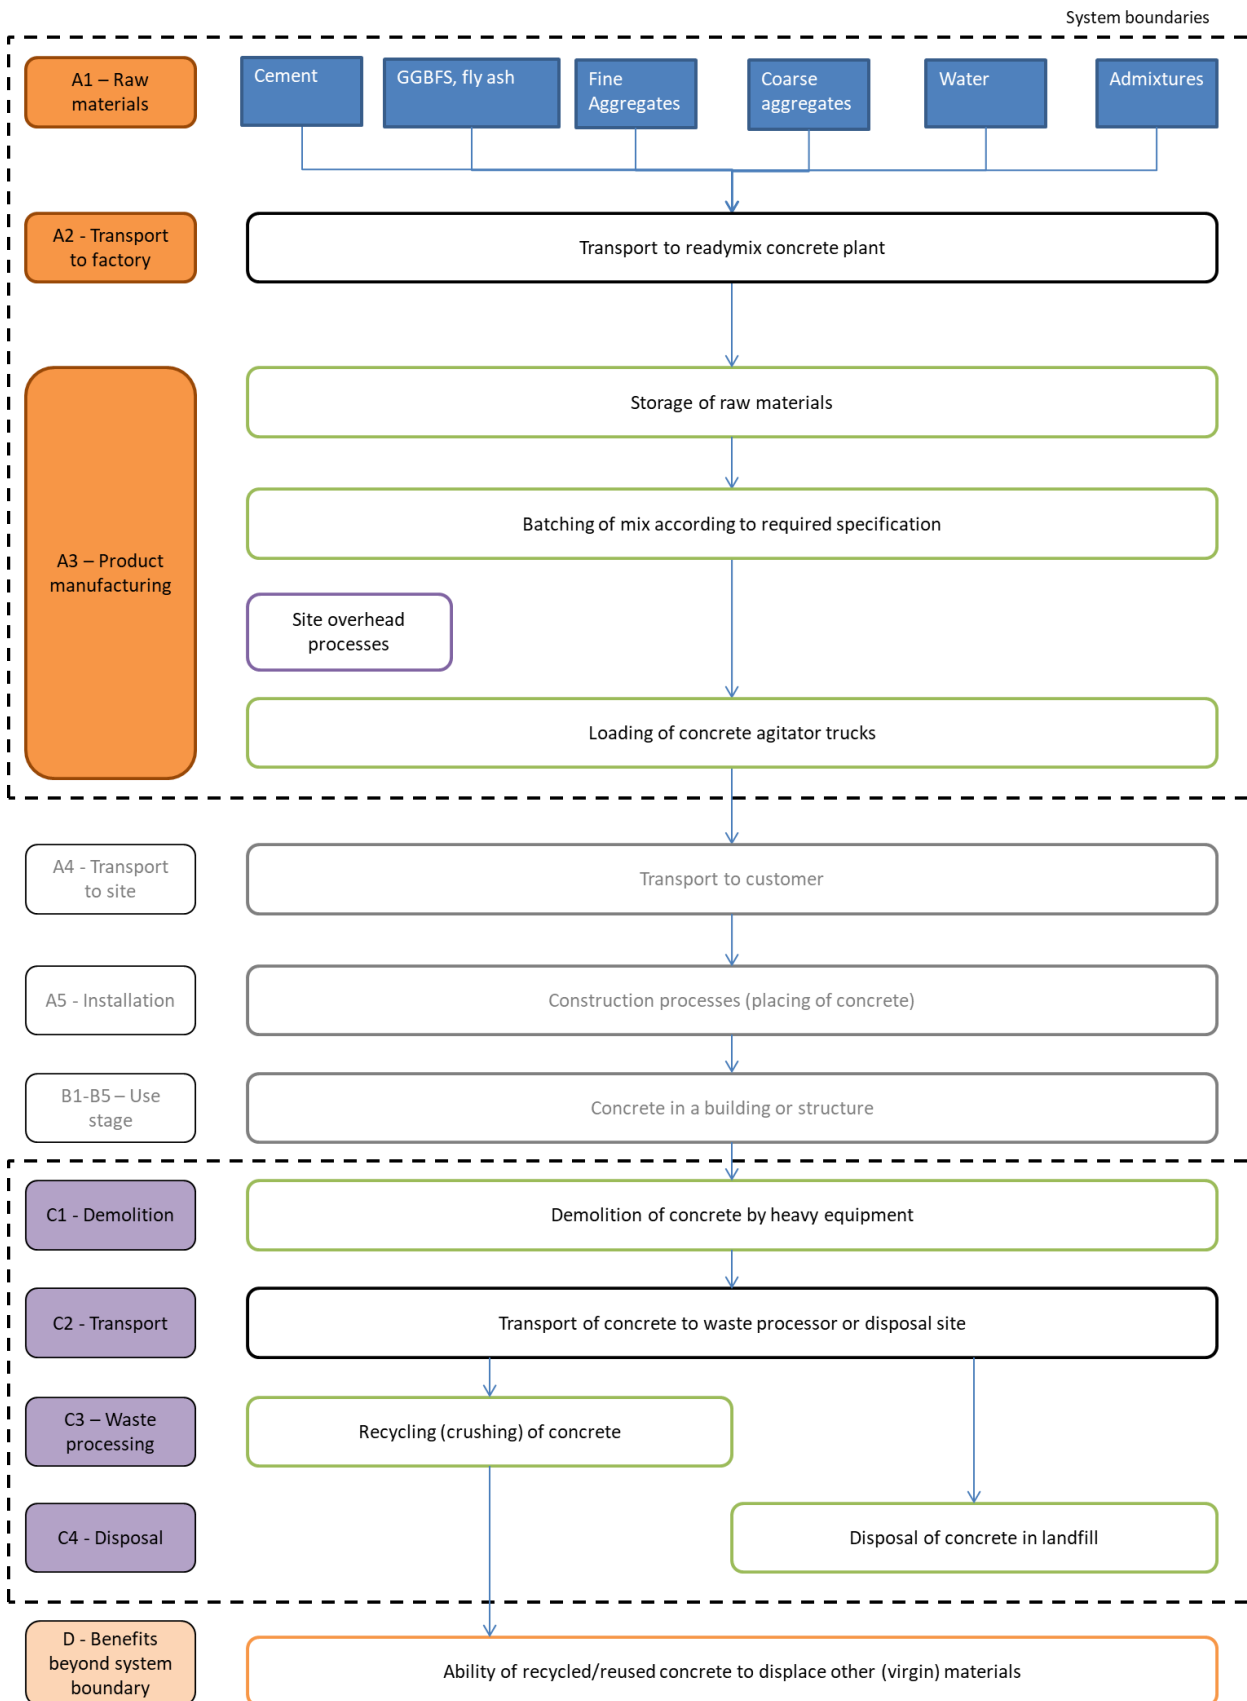 System boundaries
A1 – Raw
materials
Cement
GGBFS, fly ash
Fine
Aggregates
Coarse
aggregates
Water
Admixtures
A2 - Transport
to factory
Transport to readymix concrete plant
Storage of raw materials
Batching of mix according to required specification
A3 – Product
manufacturing
Site overhead
processes
Loading of concrete agitator trucks
A4 - Transport
to site
Transport to customer
A5 - Installation
Construction processes (placing of concrete)
B1-B5 – Use
stage
Concrete in a building or structure
C1 - Demolition
Demolition of concrete by heavy equipment
C2 - Transport
Transport of concrete to waste processor or disposal site
C3 – Waste
processing
Recycling (crushing) of concrete
C4 - Disposal
Disposal of concrete in landfill
D - Benefits
beyond system
boundary
Ability of recycled/reused concrete to displace other (virgin) materials